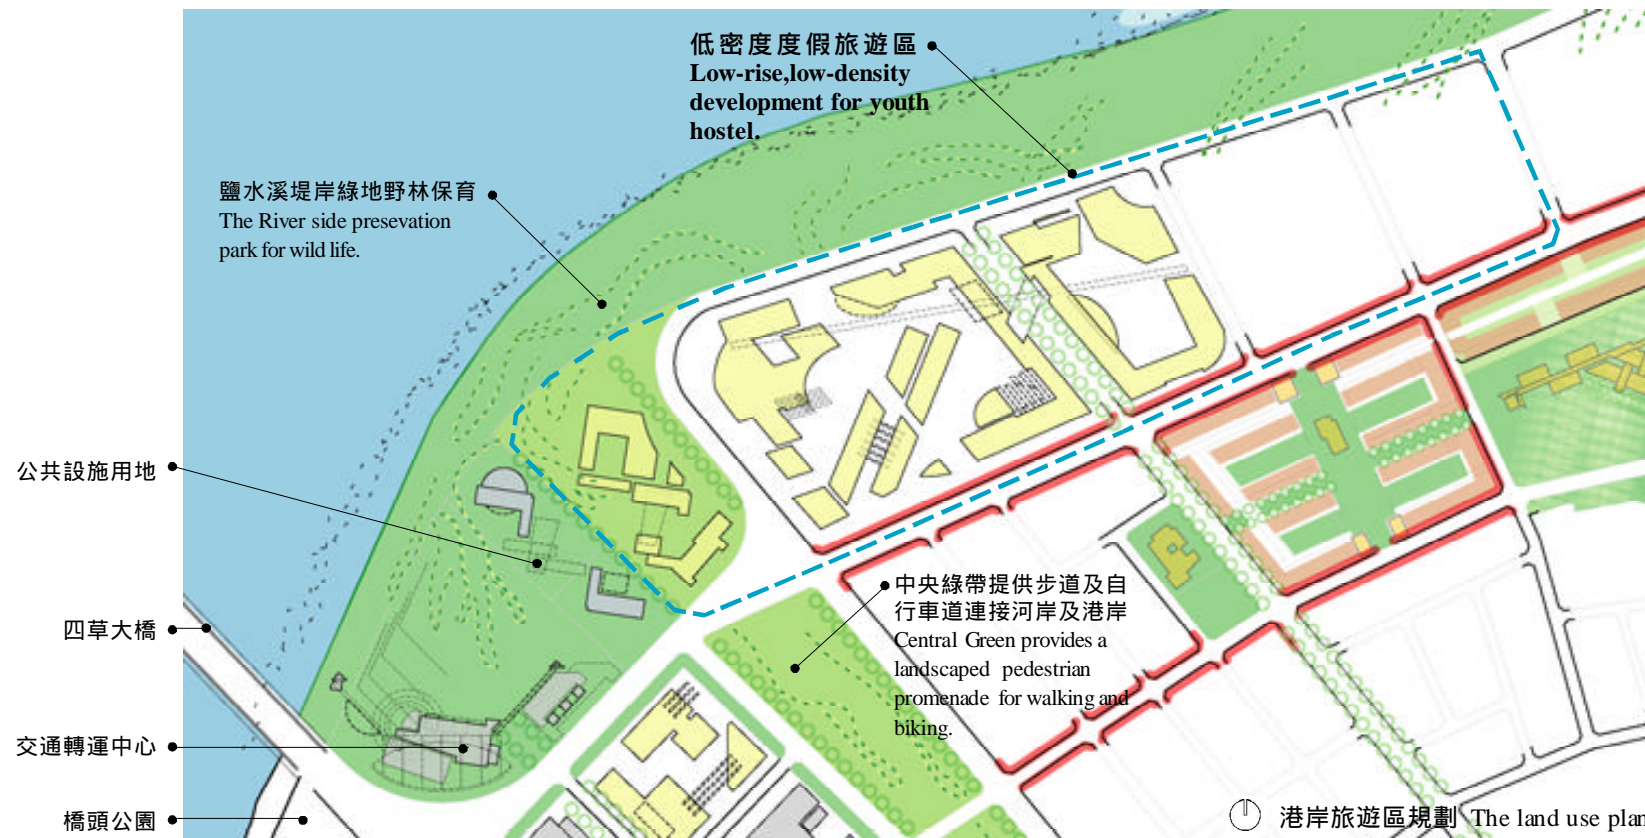 低密度度假旅遊區
Low-rise,low-density
development for youth
hostel.
鹽水溪堤岸綠地野林保育
The River side presevation
park for wild life.
公共設施用地
四草大橋
交通轉運中心
橋頭公園
中央綠帶提供步道及自
行車道連接河岸及港岸
Central Green provides a
landscaped pedestrian
promenade for walking and
biking.
港岸旅遊區規劃 The land use plan